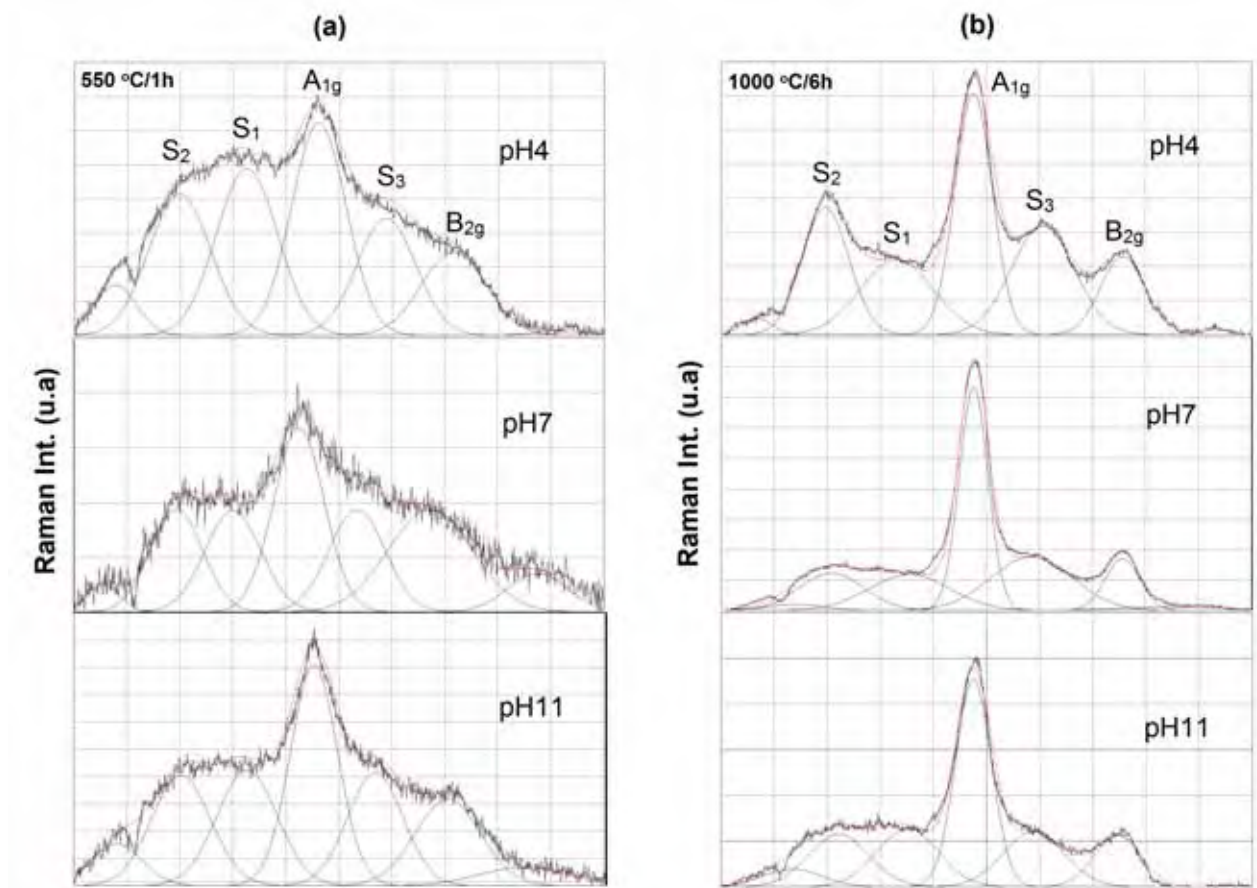 (a)
(b)
550 °C/1h
A1g
S1
S2
S3
B2g
pH4
pH7
pH11
Raman Int. (u.a)
1000 °C/6h
A1g
S2
S1
S3
B2g
pH4
pH7
pH11
Raman Int. (u.a)